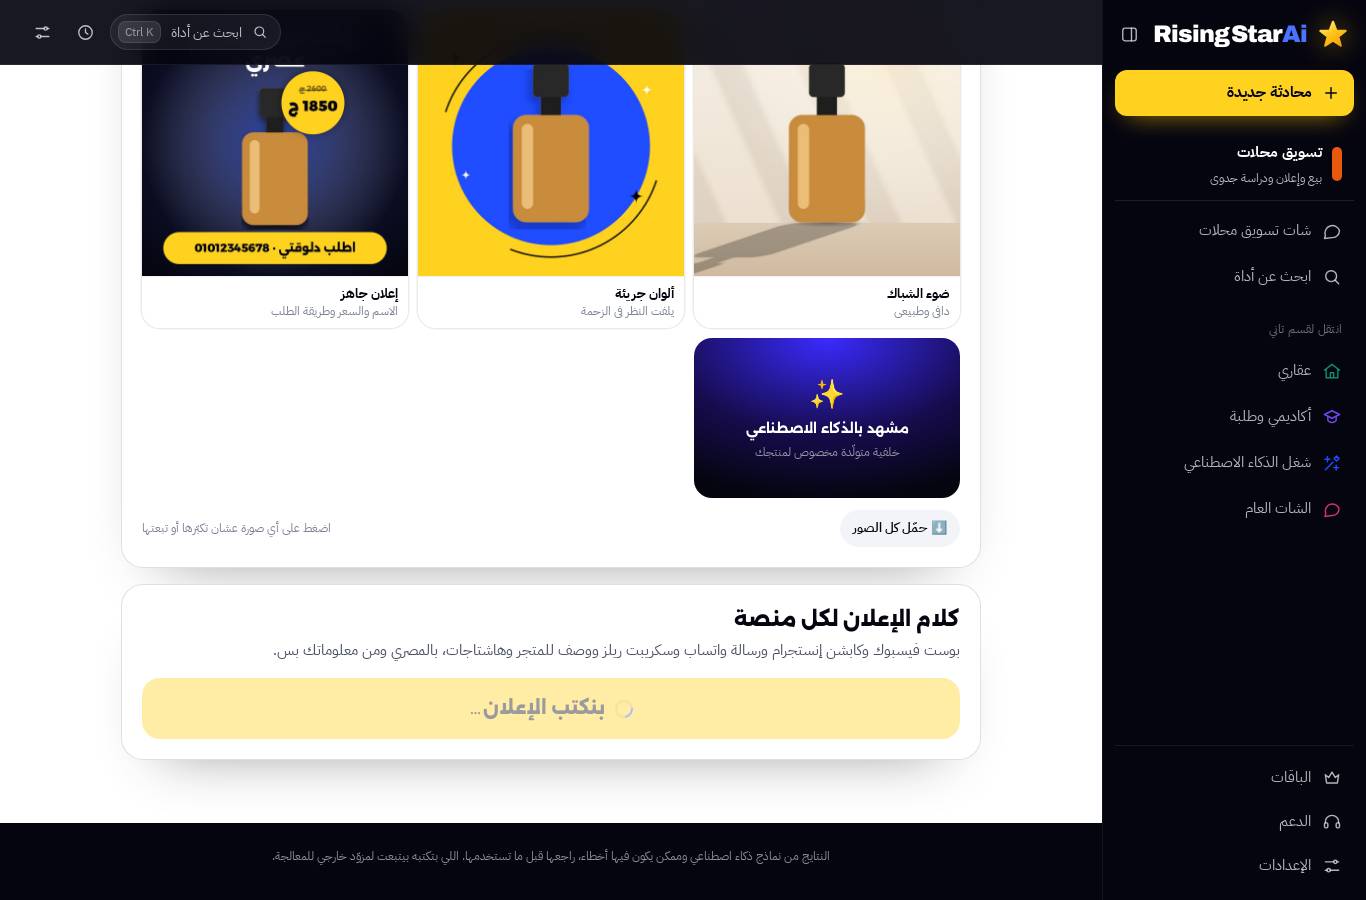 RisingStarAi
محادثة جديدة
تسويق محلات
بيع وإعلان ودراسة جدوى
شات تسويق محلات
ابحث عن أداة
انتقل لقسم تاني
عقاري
أكاديمي وطلبة
شغل الذكاء الاصطناعي
الشات العام
الباقات
الدعم
الإعدادات
ابحث عن أداة Ctrl K
2600 ج
1850 ج
اطلب دلوقتي · 01012345678
ضوء الشباك
دافي وطبيعي
ألوان جريئة
يلفت النظر في الزحمة
إعلان جاهز
الاسم والسعر وطريقة الطلب
مشهد بالذكاء الاصطناعي
خلفية متولّدة مخصوص لمنتجك
حمّل كل الصور
اضغط على أي صورة عشان تكبّرها أو تبعتها
كلام الإعلان لكل منصة
بوست فيسبوك وكابشن إنستجرام ورسالة واتساب وسكريبت ريلز ووصف للمتجر وهاشتاجات، بالمصري ومن معلوماتك بس.
بنكتب الإعلان...
النتايج من نماذج ذكاء اصطناعي وممكن يكون فيها أخطاء، راجعها قبل ما تستخدمها. اللي بتكتبه بيتبعت لمزوّد خارجي للمعالجة.